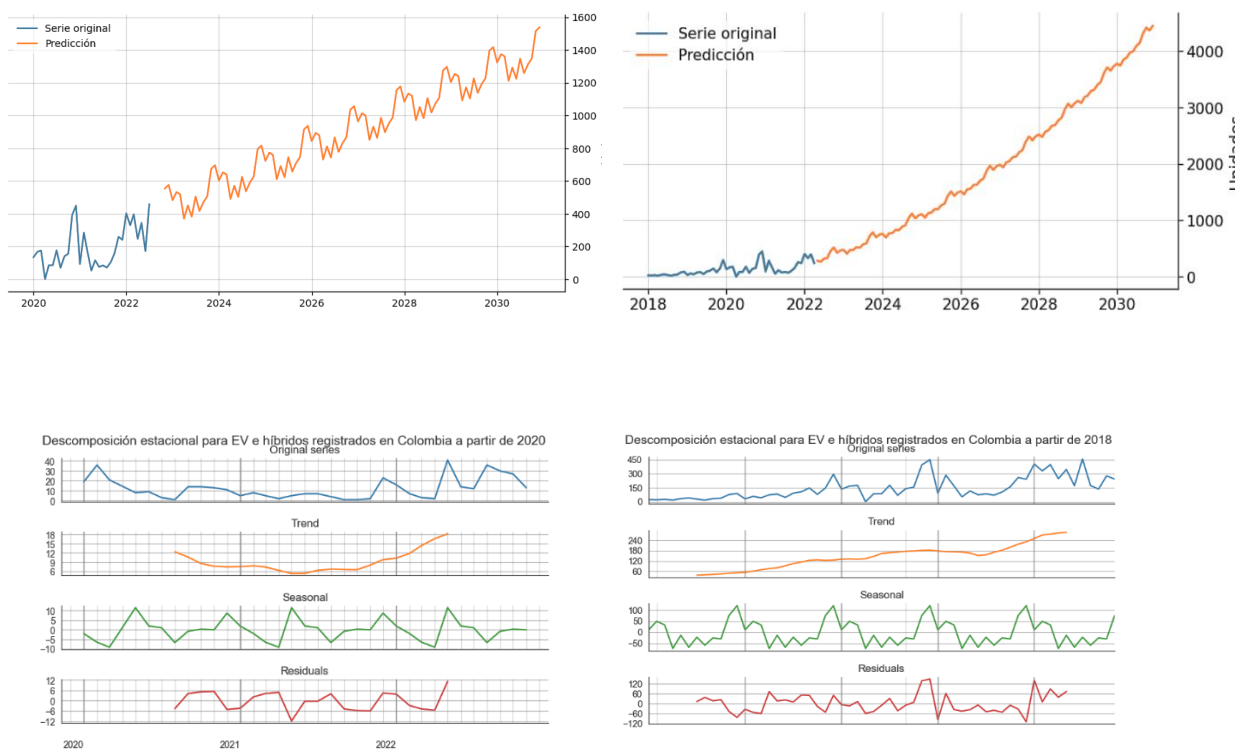 Serie original
Predicción
1600
1400
1200
1000
800
600
400
200
0
2020 2022 2024 2026 2028 2030
Serie original
Predicción
4000
3000
2000
1000
0
Unidades
2018 2020 2022 2024 2026 2028 2030
Descomposición estacional para EV e híbridos registrados en Colombia a partir de 2020
Original series
40
30
20
10
0
Trend
18
15
12
9
6
Seasonal
10
5
0
−5
−10
Residuals
12
6
0
−6
−12
2020 2021 2022
Descomposición estacional para EV e híbridos registrados en Colombia a partir de 2018
Original series
450
300
150
0
Trend
240
180
120
60
Seasonal
100
50
0
−50
Residuals
120
60
0
−60
−120